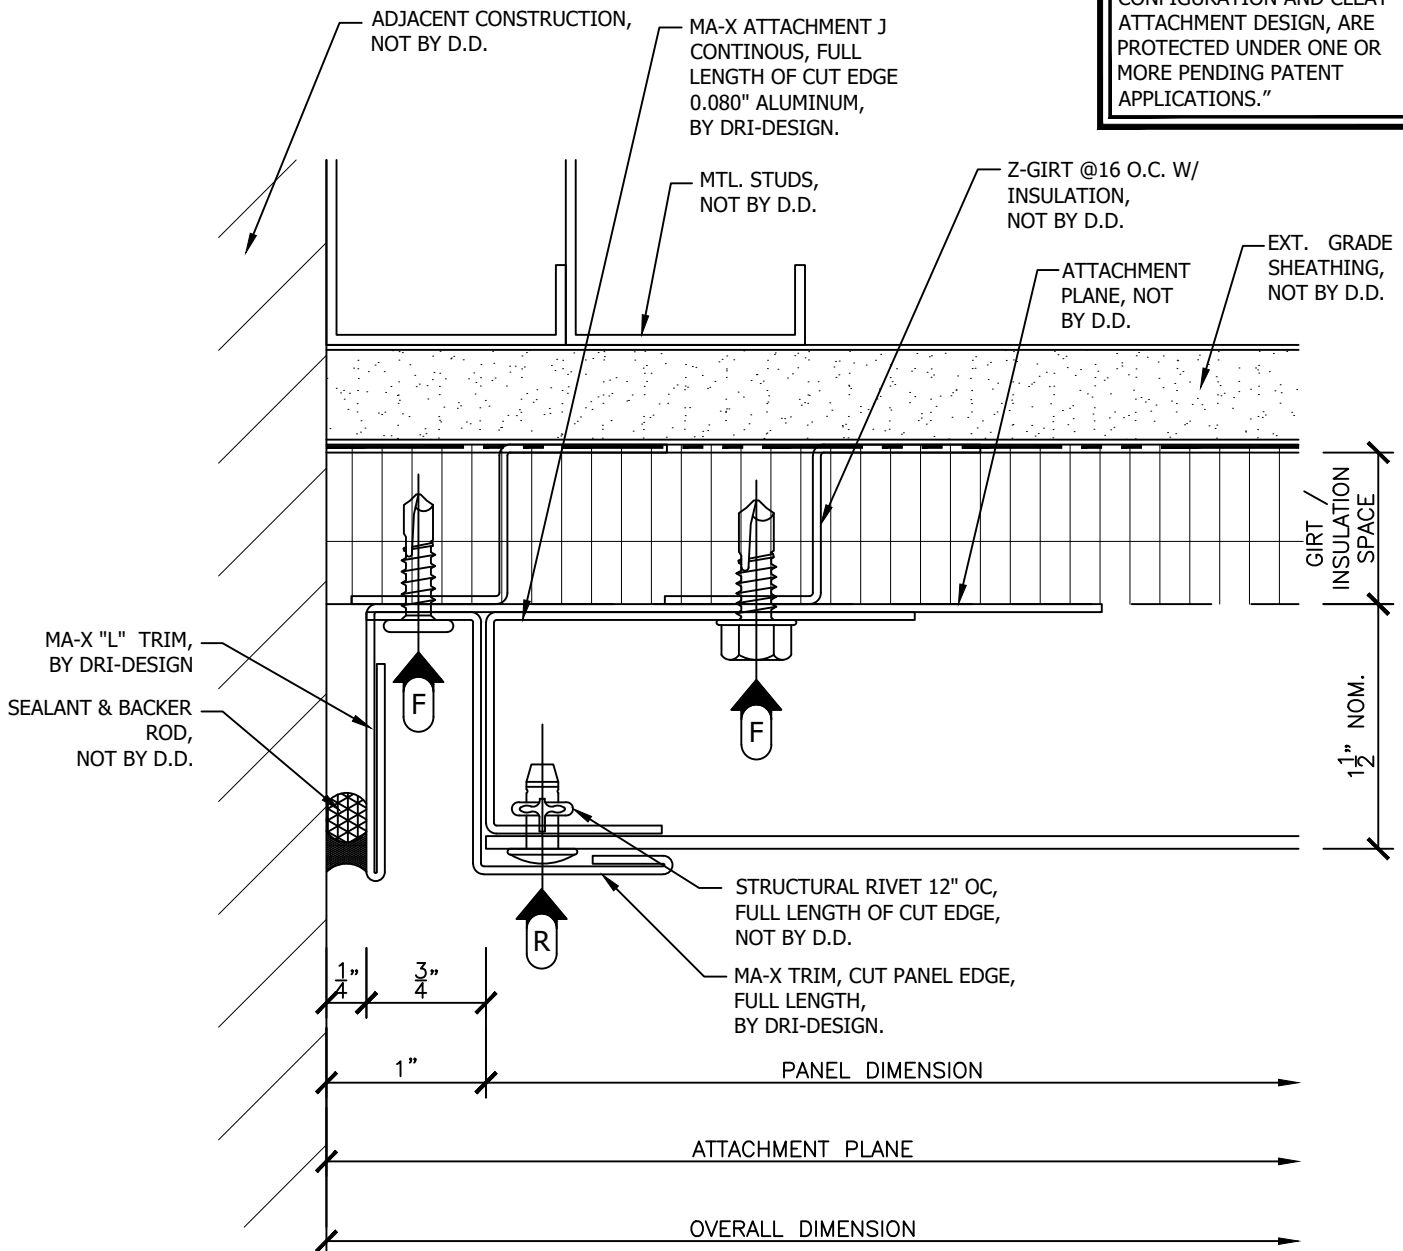 ADJACENT CONSTRUCTION,
NOT BY D.D.
MA-X ATTACHMENT J
CONTINOUS, FULL
LENGTH OF CUT EDGE
0.080" ALUMINUM,
BY DRI-DESIGN.
ATTACHMENT DESIGN, ARE
PROTECTED UNDER ONE OR
MORE PENDING PATENT
APPLICATIONS.”
MTL. STUDS,
NOT BY D.D.
Z-GIRT @16 O.C. W/
INSULATION,
NOT BY D.D.
ATTACHMENT
PLANE, NOT
BY D.D.
EXT. GRADE
SHEATHING,
NOT BY D.D.
GIRT /
INSULATION
SPACE
1 1/2" NOM.
MA-X "L" TRIM,
BY DRI-DESIGN
SEALANT & BACKER
ROD,
NOT BY D.D.
F
F
R
STRUCTURAL RIVET 12" OC,
FULL LENGTH OF CUT EDGE,
NOT BY D.D.
MA-X TRIM, CUT PANEL EDGE,
FULL LENGTH,
BY DRI-DESIGN.
1/4"
3/4"
1"
PANEL DIMENSION
ATTACHMENT PLANE
OVERALL DIMENSION